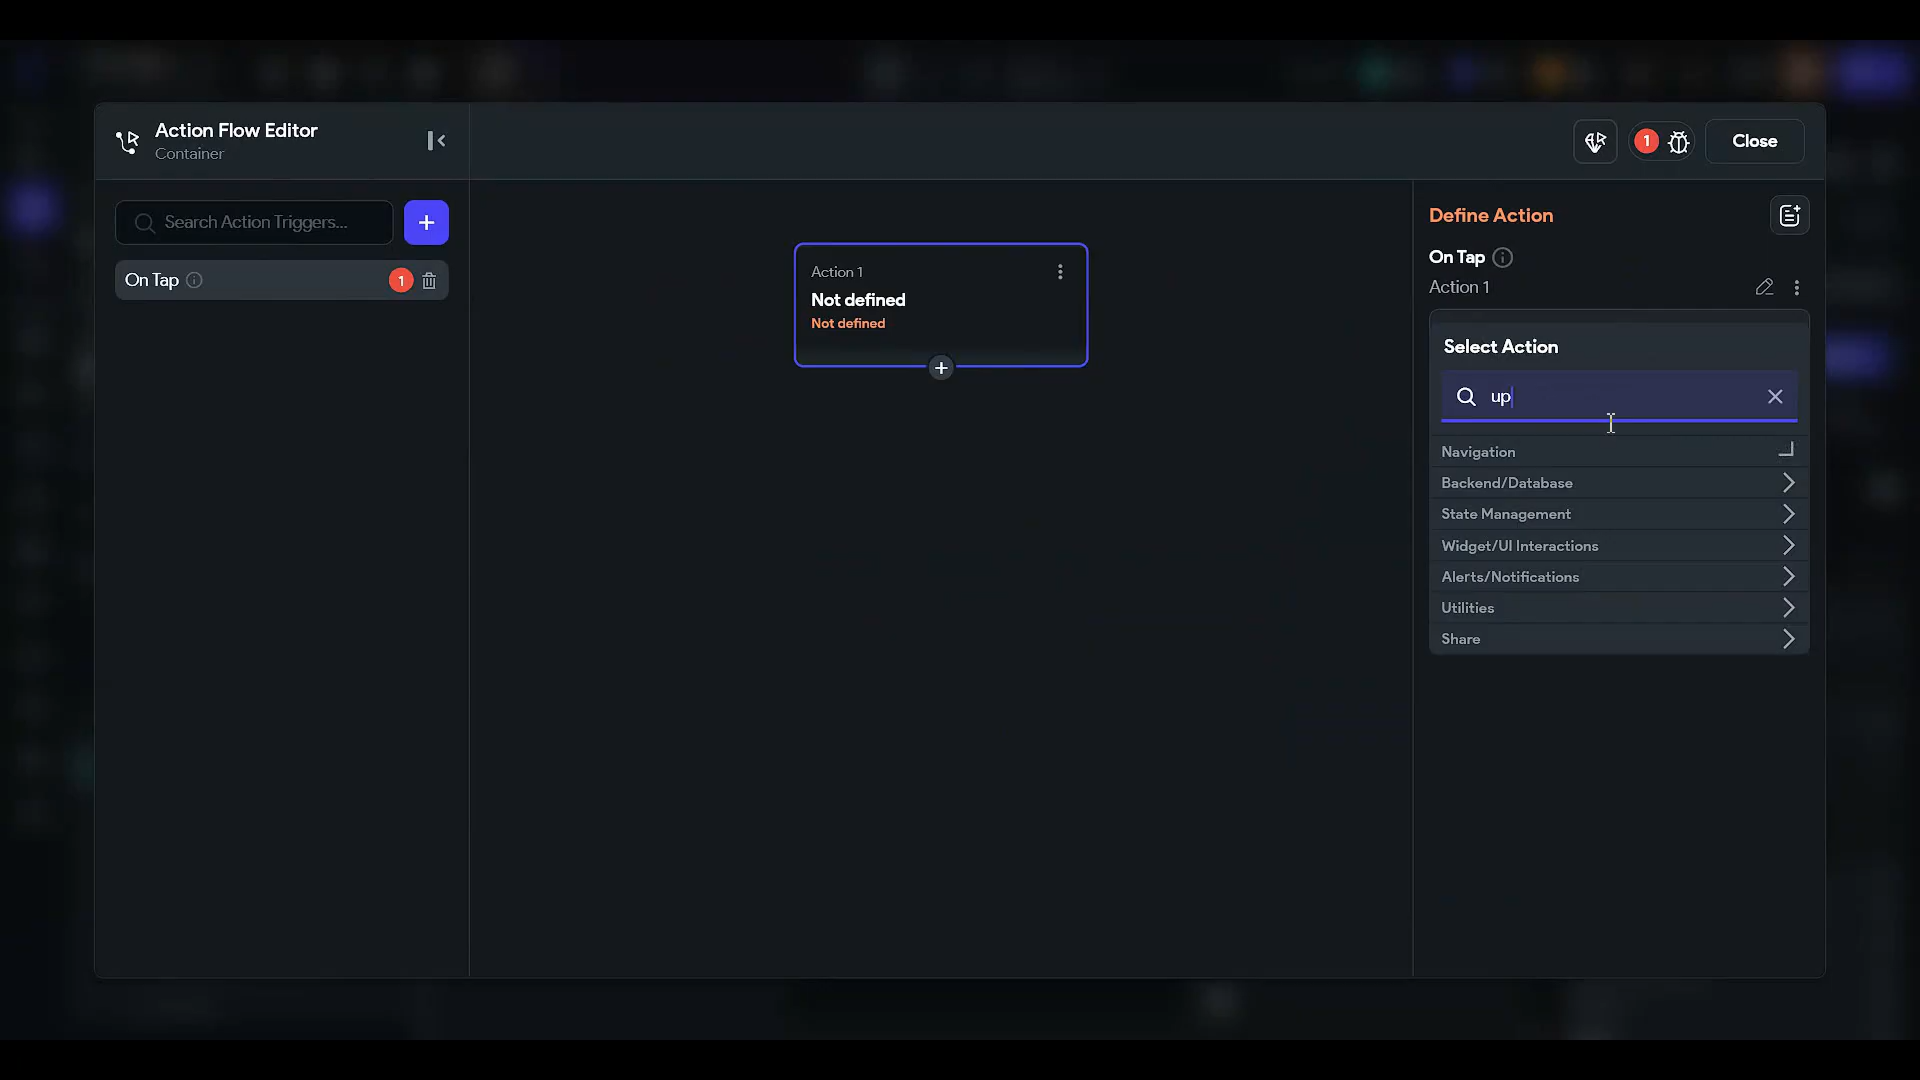 Action Flow Editor
Container
Close
Search Action Triggers...
On Tap
1
1
Action 1
Not defined
Not defined
Define Action
On Tap
Action 1
Select Action
up
Navigation
Backend/Database
State Management
Widget/UI Interactions
Alerts/Notifications
Utilities
Share